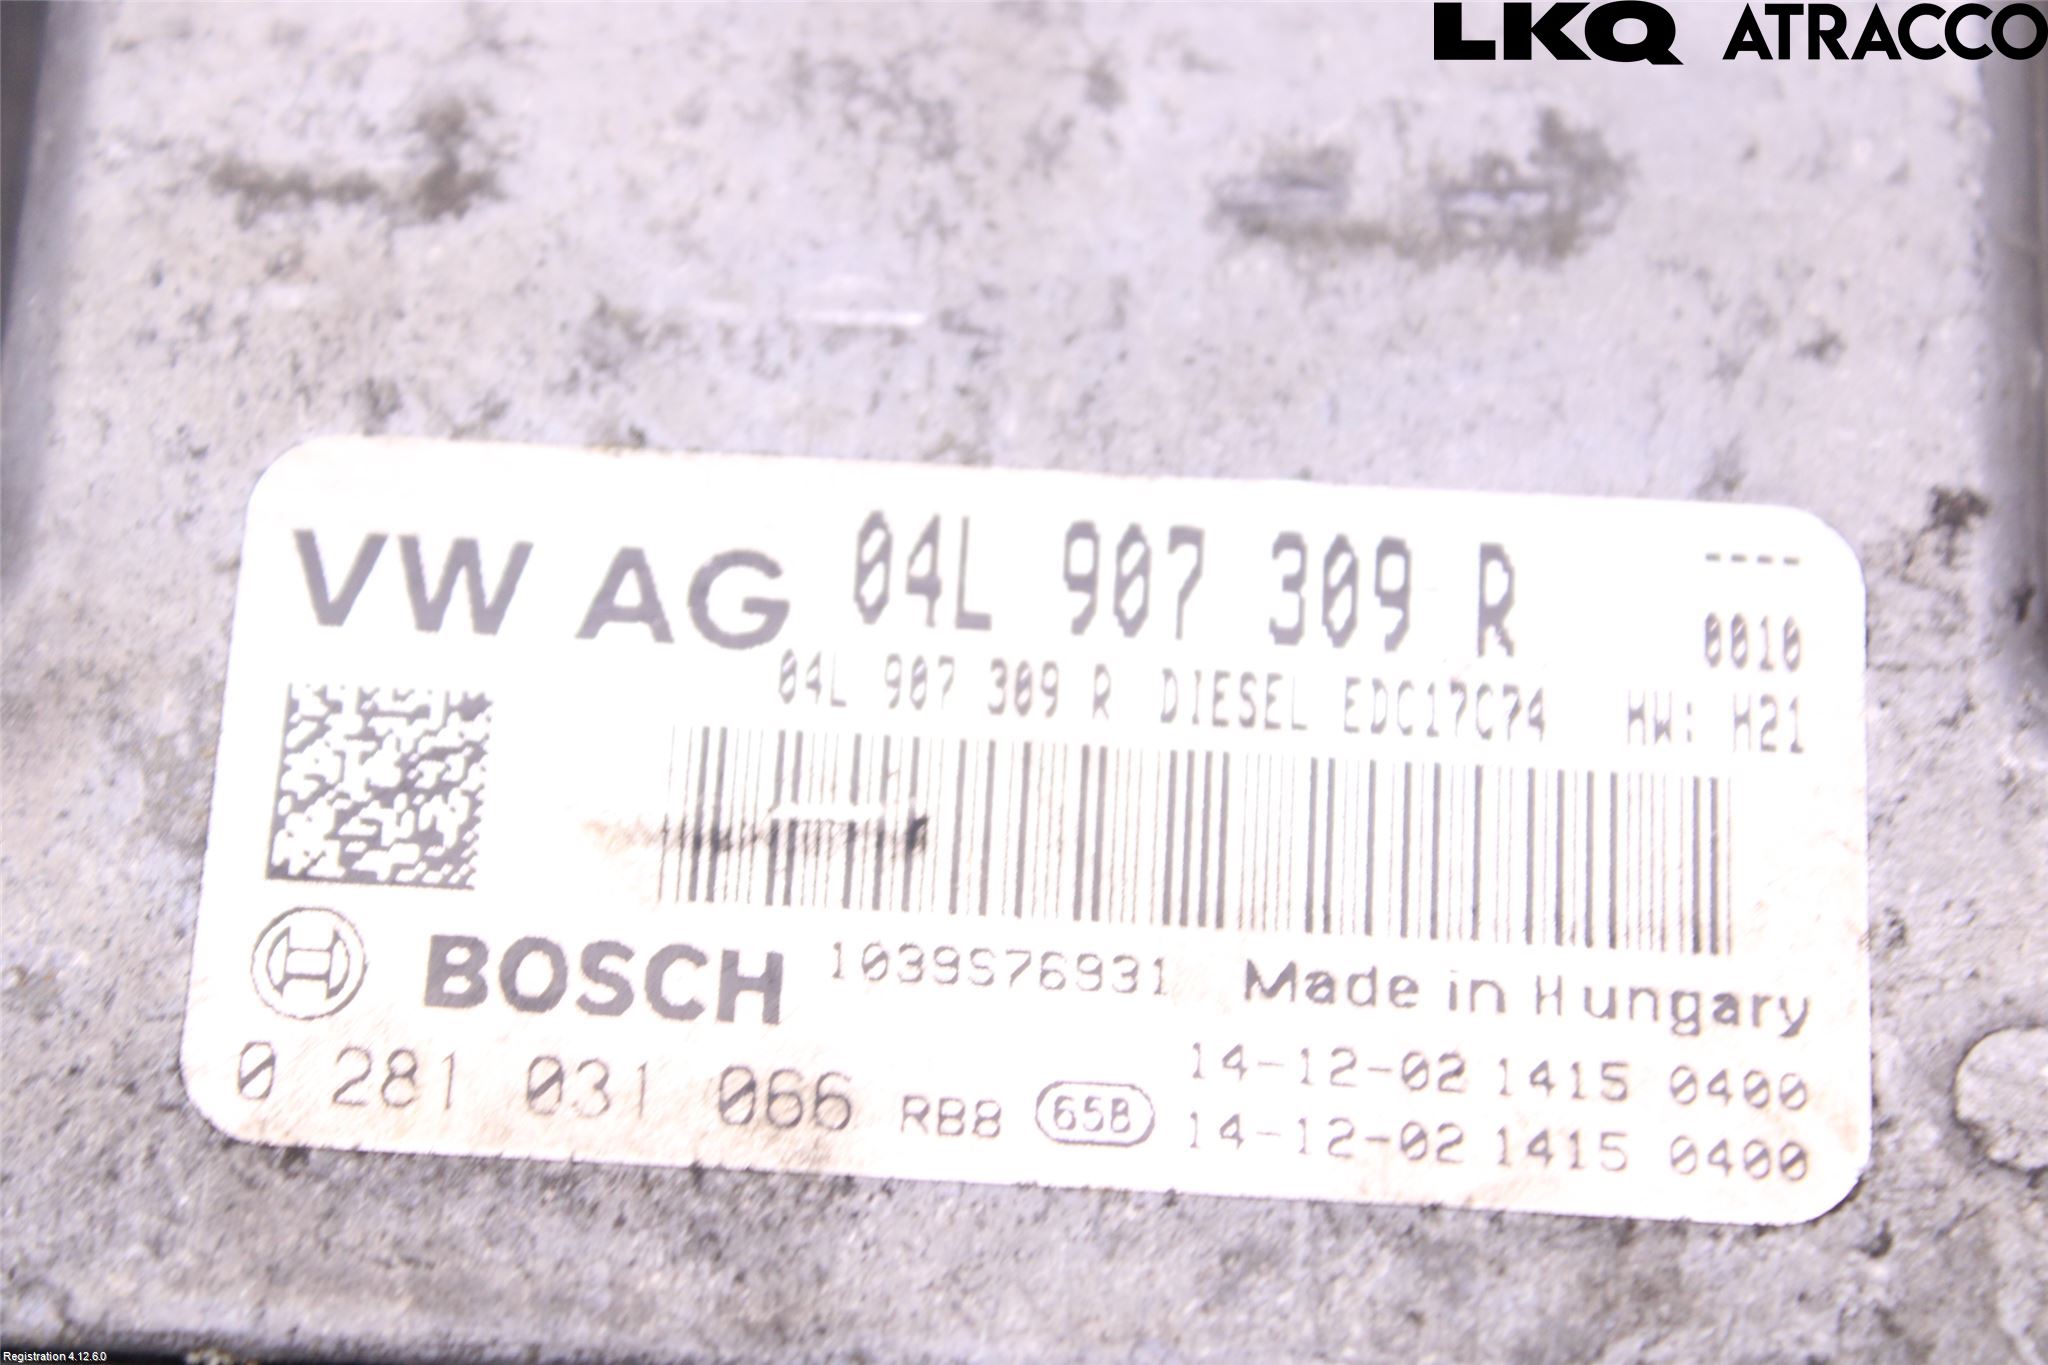 LKQ ATRACCO
VW AG 04L 907 309 R ----
0010
04L 907 309 R DIESEL EDC17C74 HW: H21
BOSCH 1039S76931 Made in Hungary
0 281 031 066 RB8 65B 14-12-02 1415 0400
14-12-02 1415 0400
Registration 4.12.6.0